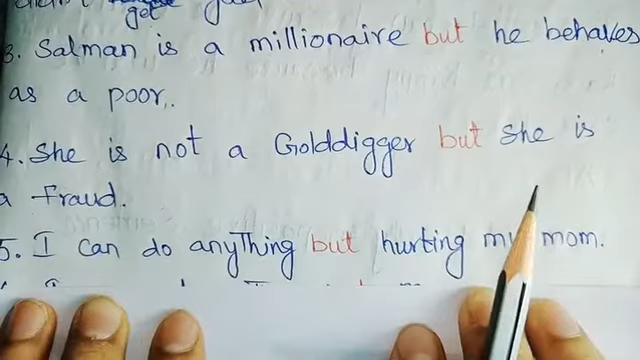 get
3. Salman is a millionaire but he behaves
as a poor.
4. She is not a Golddigger but she is
a fraud.
5. I can do anything but hurting my mom.